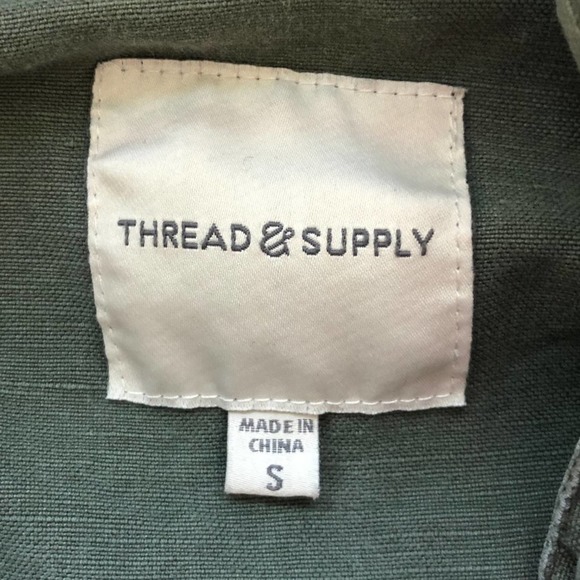 THREAD & SUPPLY
MADE IN
CHINA
S